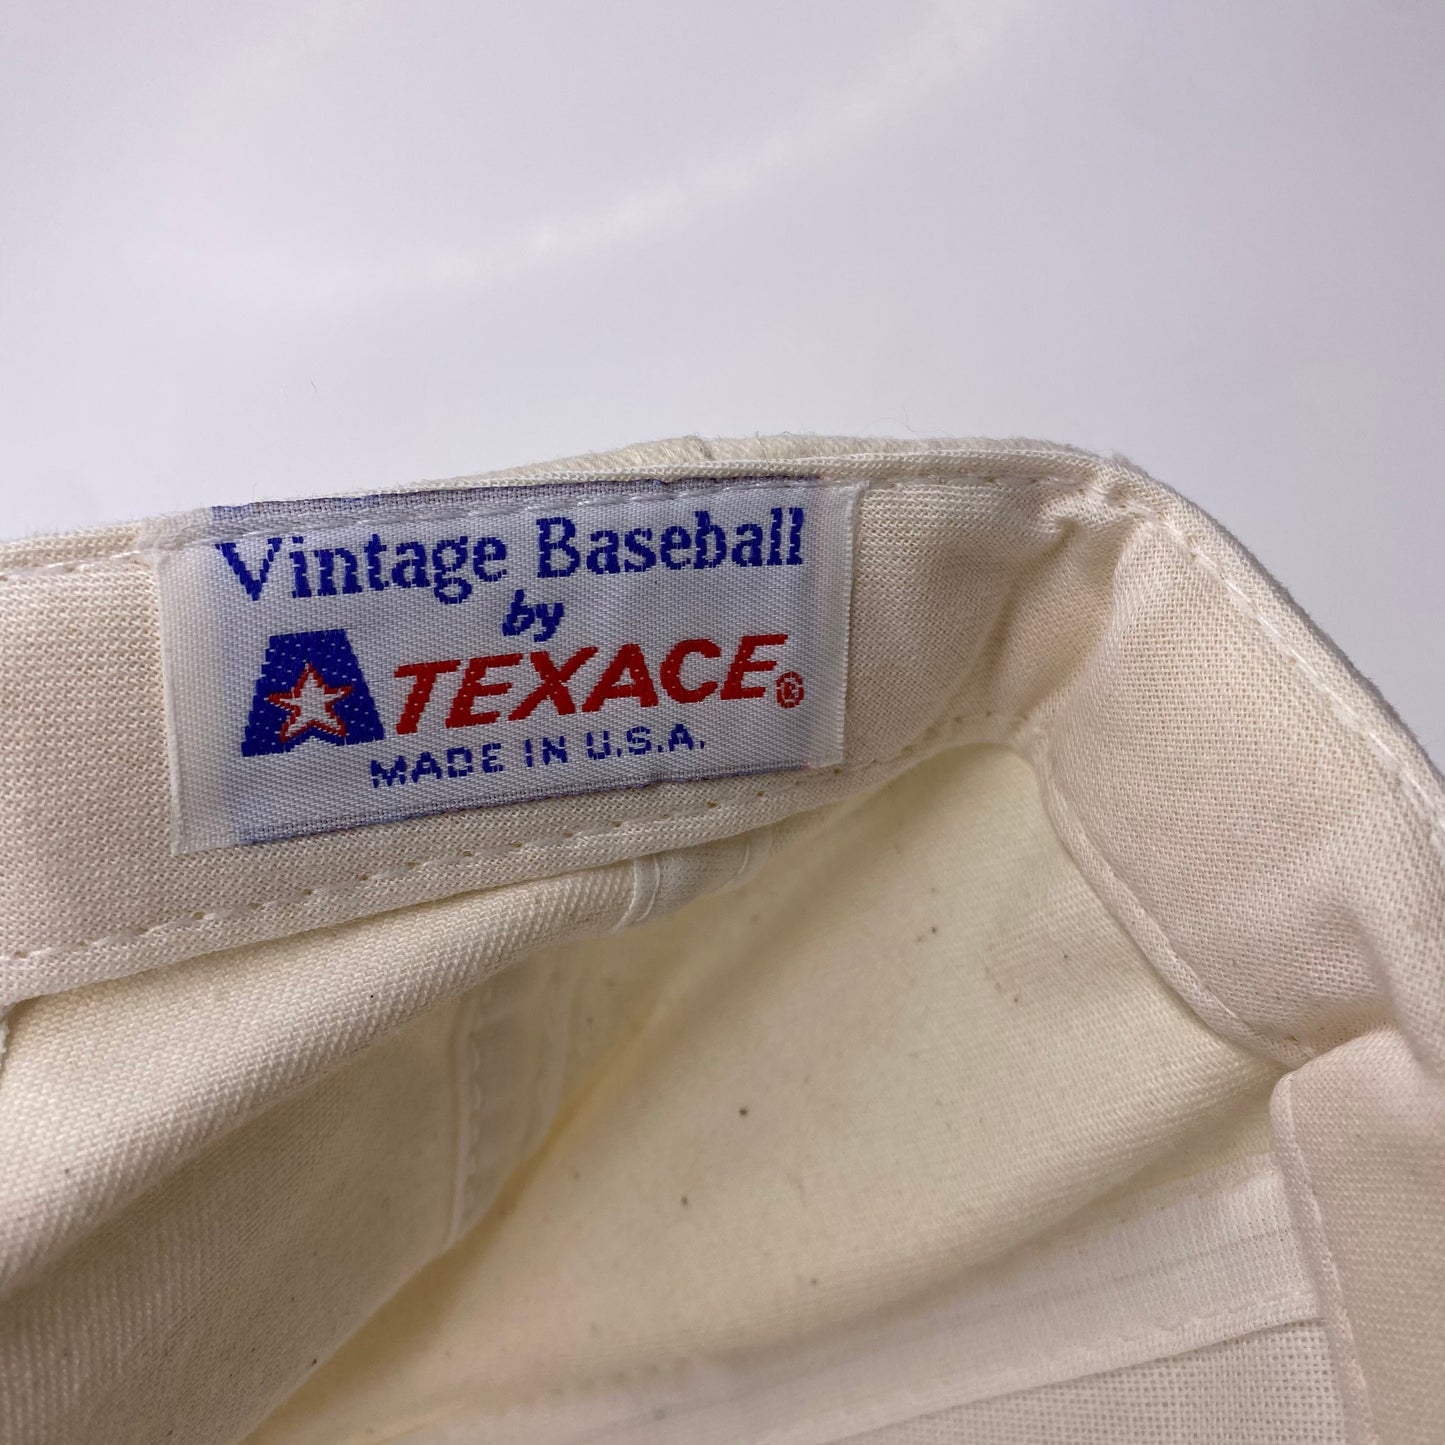 Vintage Baseball
by
TEXACE®
MADE IN U.S.A.